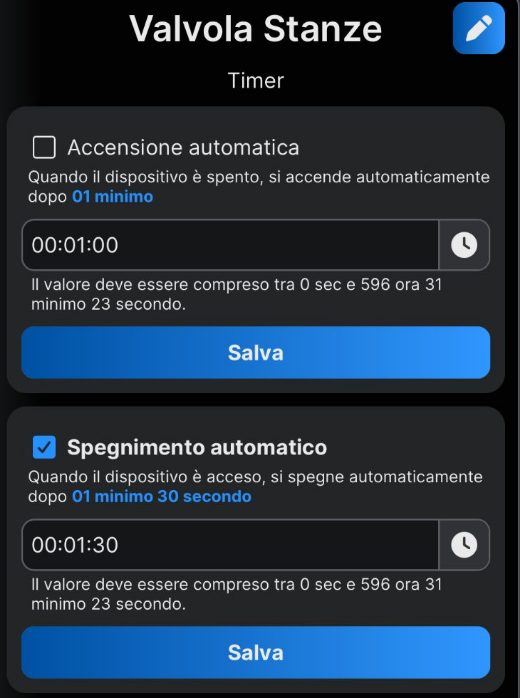 Valvola Stanze
Timer
Accensione automatica
Quando il dispositivo è spento, si accende automaticamente
dopo 01 minimo
00:01:00
Il valore deve essere compreso tra 0 sec e 596 ora 31
minimo 23 secondo.
Salva
Spegnimento automatico
Quando il dispositivo è acceso, si spegne automaticamente
dopo 01 minimo 30 secondo
00:01:30
Il valore deve essere compreso tra 0 sec e 596 ora 31
minimo 23 secondo.
Salva